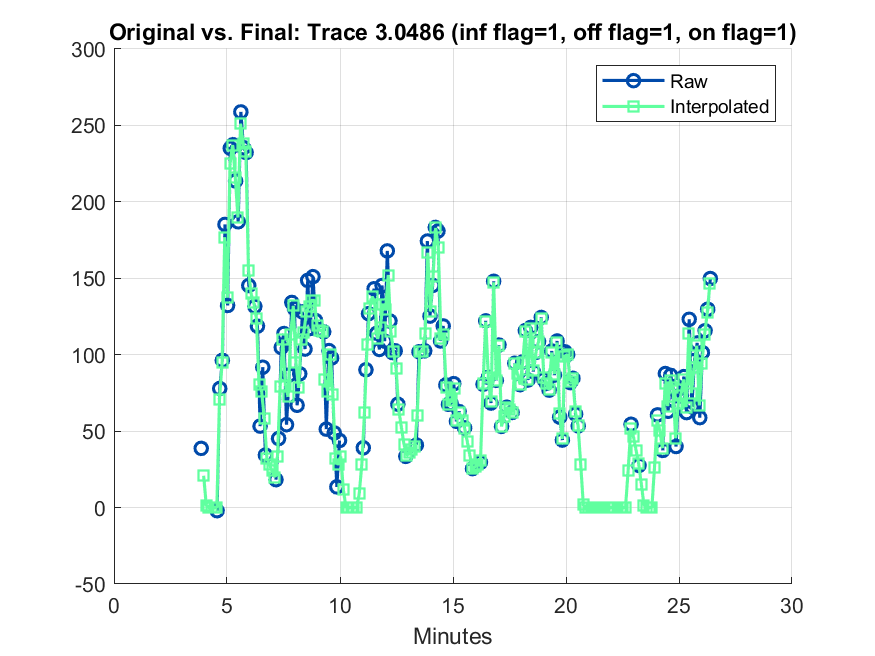 Original vs. Final: Trace 3.0486 (inf flag=1, off flag=1, on flag=1)
300
250
200
150
100
50
0
-50
Raw
Interpolated
0 5 10 15 20 25 30
Minutes